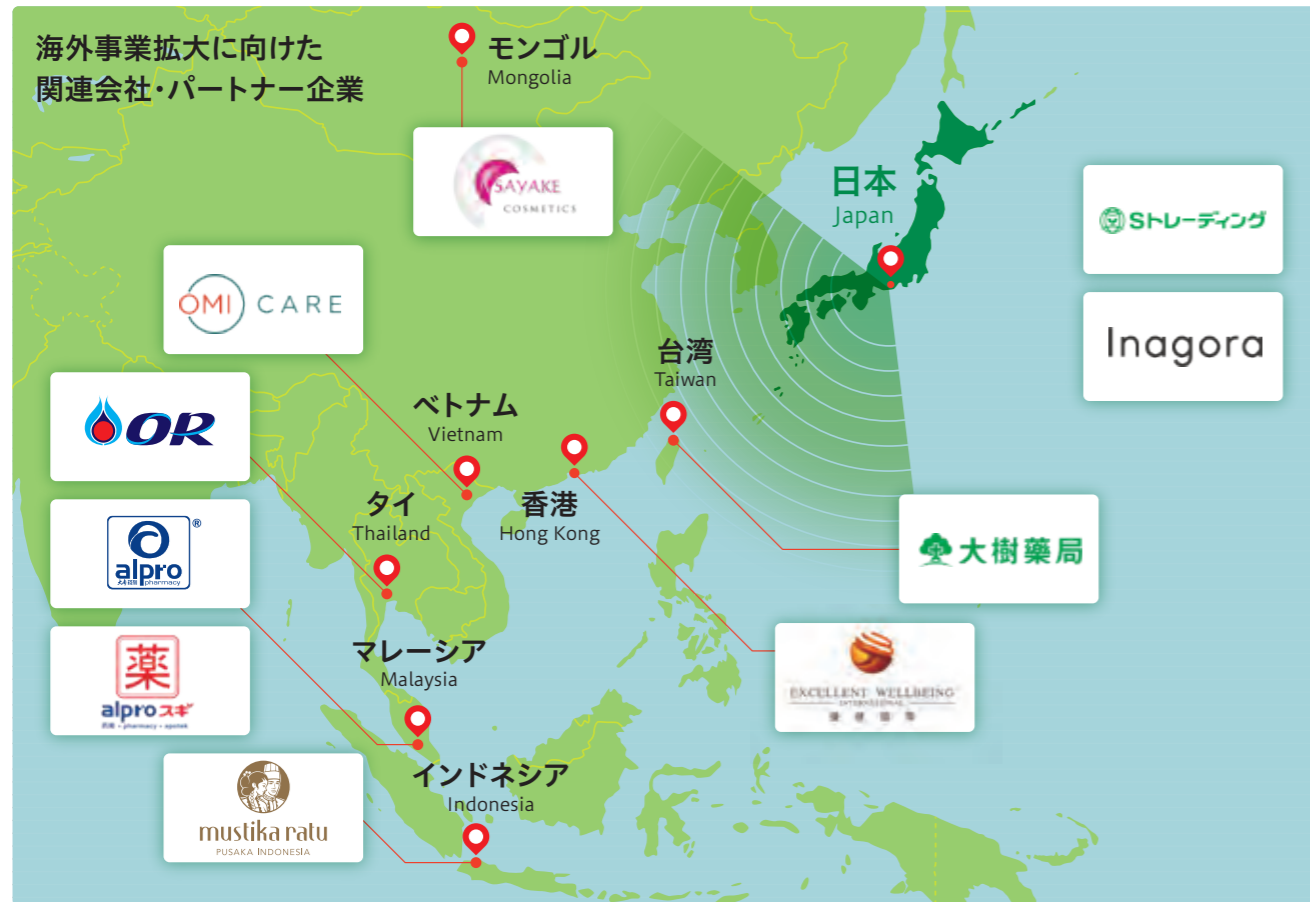 海外事業拡大に向けた
関連会社・パートナー企業
モンゴル
Mongolia
SAYAKE
COSMETICS
日本
Japan
Sトレーディング
Inagora
OMI CARE
台湾
Taiwan
OR
ベトナム
Vietnam
タイ
Thailand
香港
Hong Kong
大樹薬局
alpro
pharmacy
®
マレーシア
Malaysia
EXCELLENT WELLBEING
INTERNATIONAL
薬
alproスギ
pharmacy
インドネシア
Indonesia
mustika ratu
PUSAKA INDONESIA